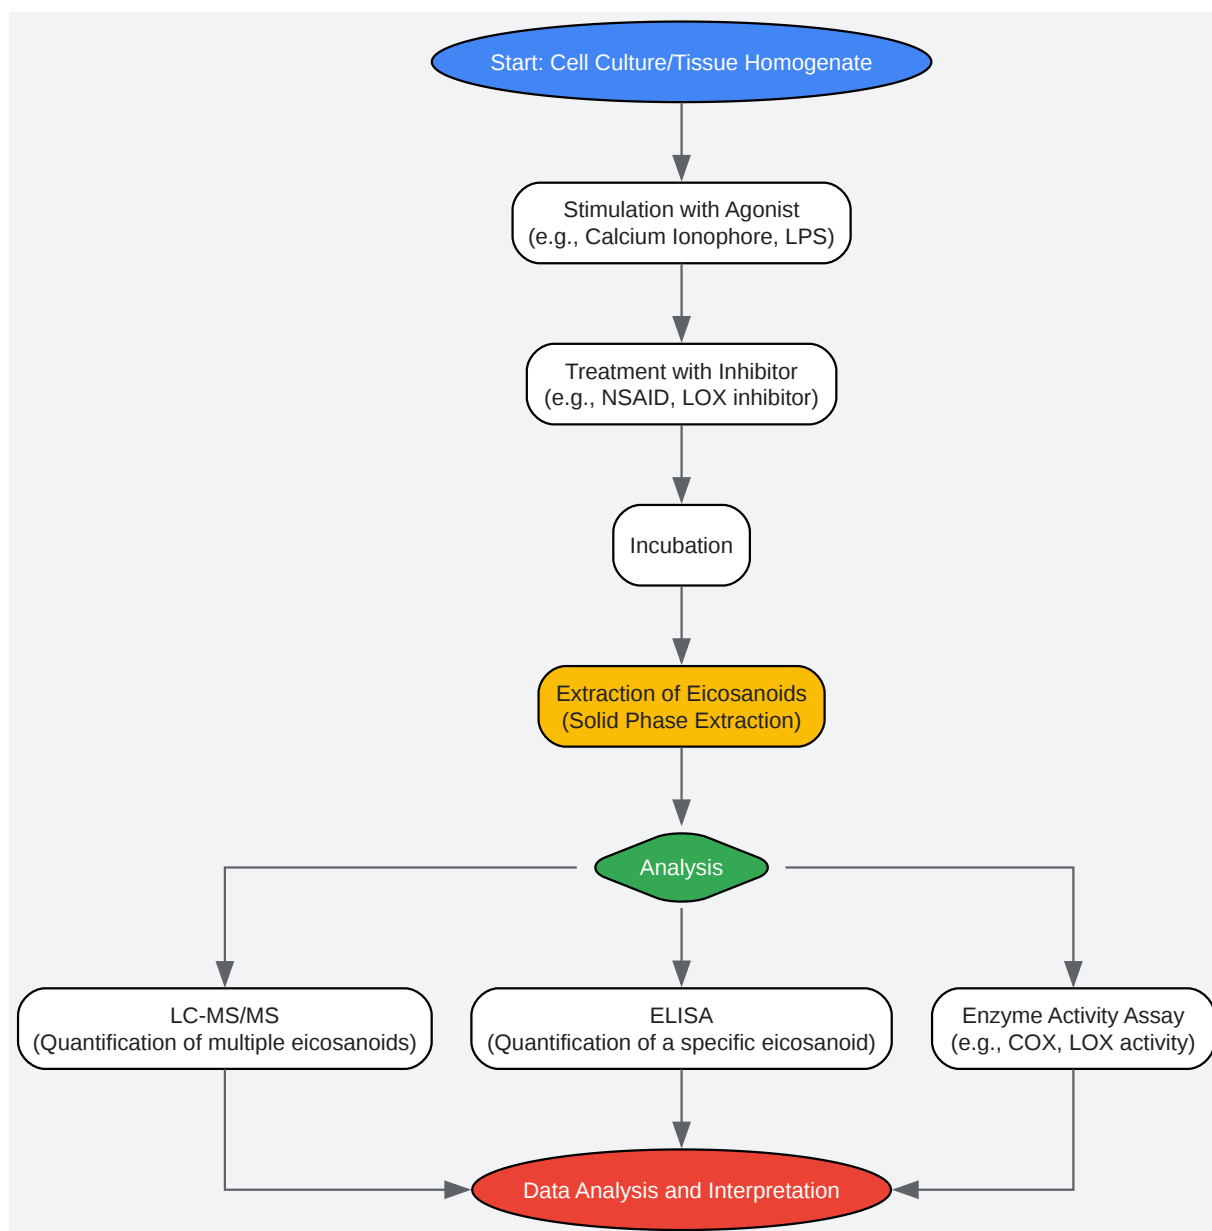 Start: Cell Culture/Tissue Homogenate
Stimulation with Agonist
(e.g., Calcium Ionophore, LPS)
Treatment with Inhibitor
(e.g., NSAID, LOX inhibitor)
Incubation
Extraction of Eicosanoids
(Solid Phase Extraction)
Analysis
LC-MS/MS
(Quantification of multiple eicosanoids)
ELISA
(Quantification of a specific eicosanoid)
Enzyme Activity Assay
(e.g., COX, LOX activity)
Data Analysis and Interpretation